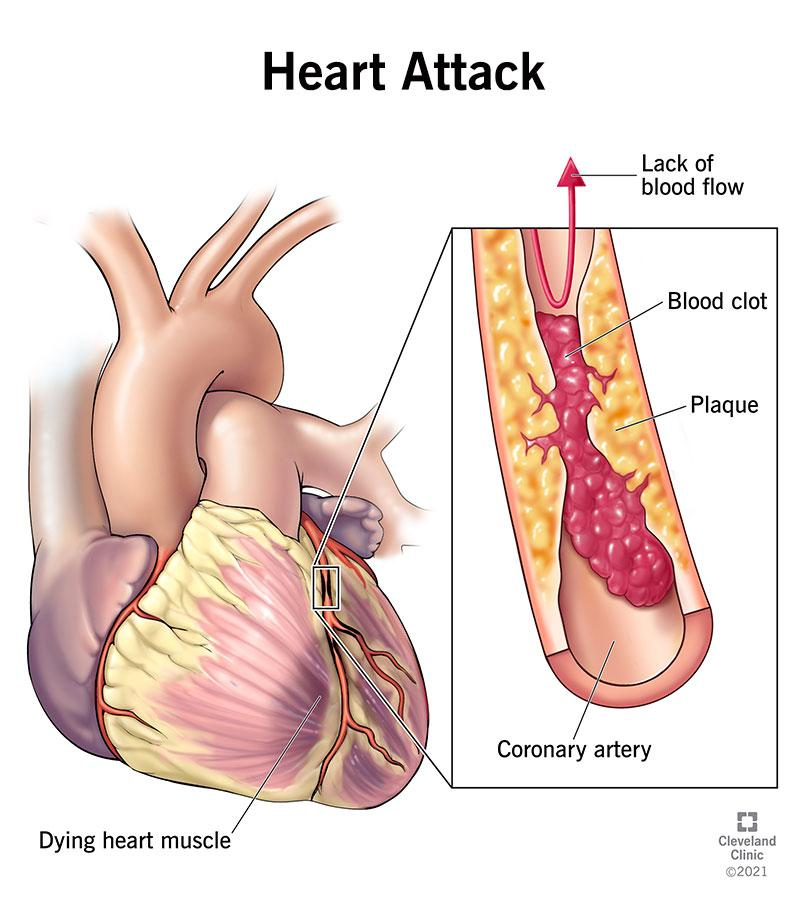 Heart Attack
Lack of
blood flow
Blood clot
Plaque
Coronary artery
Dying heart muscle
Cleveland
Clinic
©2021